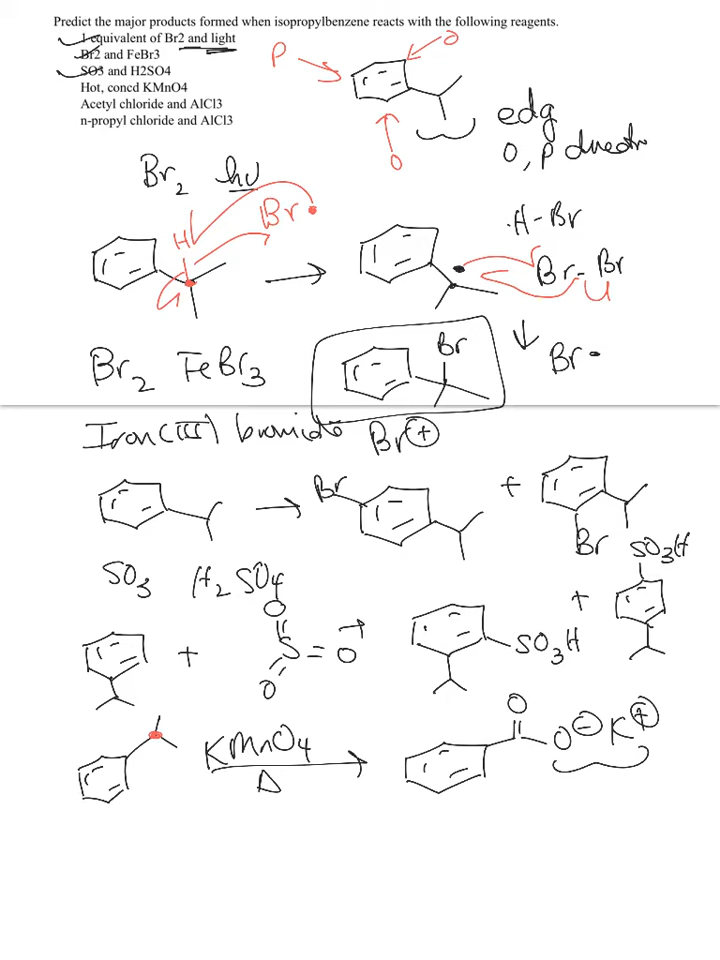 Predict the major products formed when isopropylbenzene reacts with the following reagents.
1 equivalent of Br2 and light
Br2 and FeBr3
SO3 and H2SO4
Hot, concd KMnO4
Acetyl chloride and AlCl3
n-propyl chloride and AlCl3
P
O
O
edg
O, P
Br2 hν
H
Br•
H-Br
Br-Br
Br•
Br
Br2 FeBr3
Iron(III) bromide Br⊕
Br
+
Br
SO3 H2SO4
+
O
S=O
O
SO3H
+
SO3H
KMnO4
Δ
O
O⊖K⊕